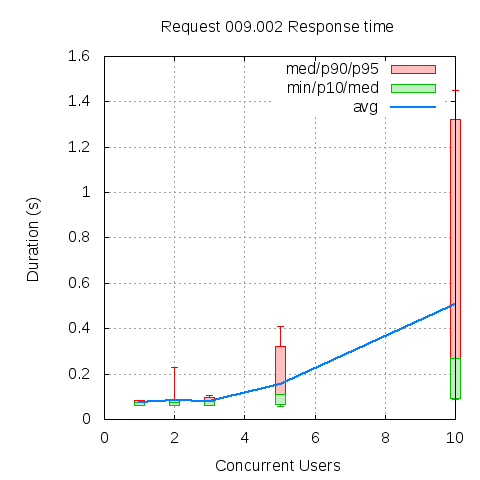 Request 009.002 Response time
med/p90/p95
min/p10/med
avg
1.6
1.4
1.2
1
0.8
0.6
0.4
0.2
0
Duration (s)
0 2 4 6 8 10
Concurrent Users